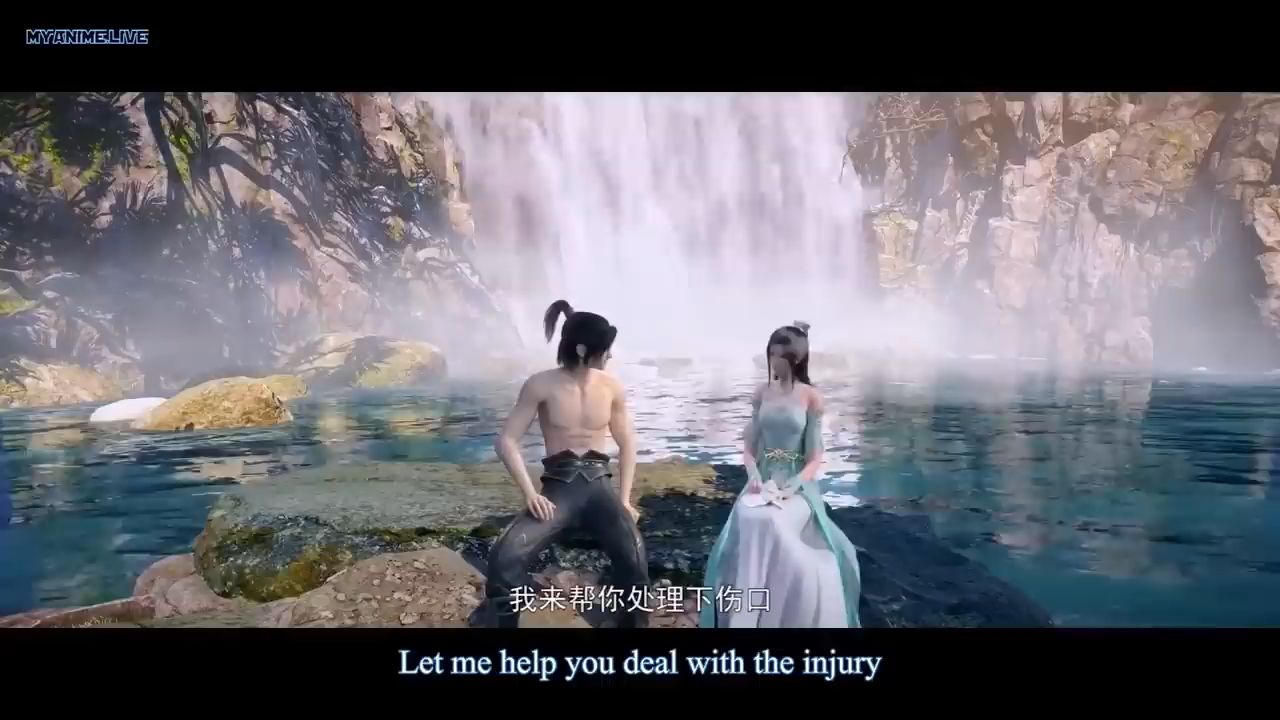 MYANIME.LIVE
我来帮你处理下伤口
Let me help you deal with the injury